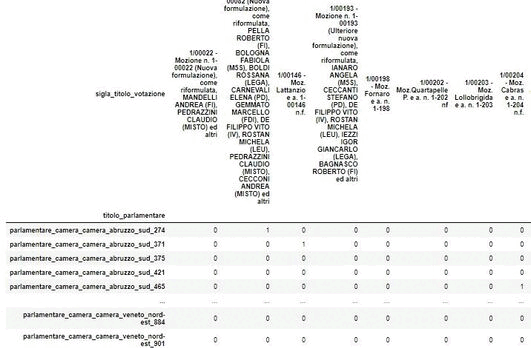 sigla_titolo_votazione
1/00022 -
Mozione n. 1-
00022 (Nuova
formulazione),
come
riformulata,
MANDELLI
ANDREA (FI),
PEDRAZZINI
CLAUDIO
(MISTO) ed
altri
00082 (Nuova
formulazione),
come
riformulata,
PELLA
ROBERTO
(FI),
BOLOGNA
FABIOLA
(M5S), BOLDI
ROSSANA
(LEGA),
CARNEVALI
ELENA (PD),
GEMMATO
MARCELLO
(FDI), DE
FILIPPO VITO
(IV), ROSTAN
MICHELA
(LEU),
PEDRAZZINI
CLAUDIO
(MISTO),
CECCONI
ANDREA
(MISTO) ed
altri
1/00146 -
Moz.
Lattanzio
e a. 1-
00146
n.f.
1/00193 -
Mozione n. 1-
00193
(Ulteriore
nuova
formulazione),
come
riformulata,
IANARO
ANGELA
(M5S),
CECCANTI
STEFANO
(PD), DE
FILIPPO VITO
(IV), ROSTAN
MICHELA
(LEU), IEZZI
IGOR
GIANCARLO
(LEGA),
BAGNASCO
ROBERTO (FI)
ed altri
1/00198
- Moz.
Fornaro
e a. n.
1-198
1/00202 -
Moz.Quartapelle
P. e a. n. 1-202
nf
1/00203 -
Moz.
Lollobrigida
e a. n. 1-203
1/00204
- Moz.
Cabras
e a. n.
1-204
n.f.
titolo_parlamentare
parlamentare_camera_camera_abruzzo_sud_274 0 1 0 0 0 0 0 0
parlamentare_camera_camera_abruzzo_sud_371 0 0 1 0 0 0 0 0
parlamentare_camera_camera_abruzzo_sud_375 0 0 0 0 0 0 0 0
parlamentare_camera_camera_abruzzo_sud_421 0 0 0 0 0 0 0 0
parlamentare_camera_camera_abruzzo_sud_465 0 0 0 0 0 0 0 1
... ... ... ... ... ... ... ... ...
parlamentare_camera_camera_veneto_nord-
est_884 0 0 0 0 0 0 0 0
parlamentare_camera_camera_veneto_nord-
est_901 0 0 0 0 0 0 0 0